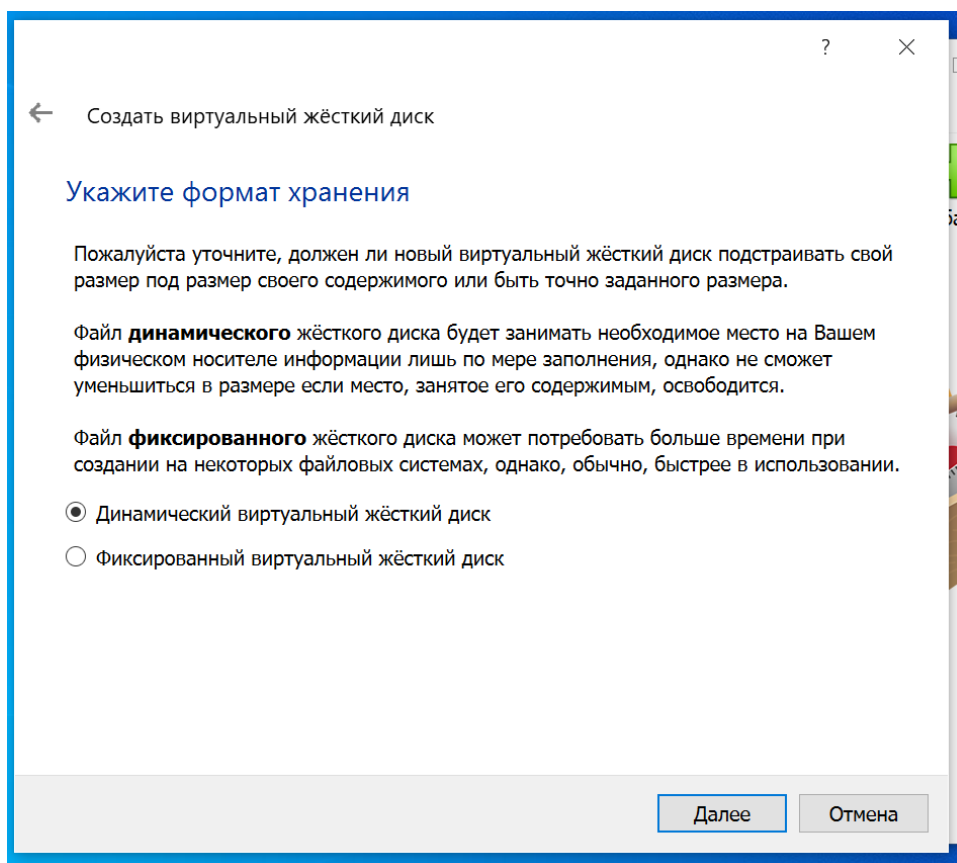 ?
Создать виртуальный жёсткий диск
Укажите формат хранения
Пожалуйста уточните, должен ли новый виртуальный жёсткий диск подстраивать свой
размер под размер своего содержимого или быть точно заданного размера.
Файл динамического жёсткого диска будет занимать необходимое место на Вашем
физическом носителе информации лишь по мере заполнения, однако не сможет
уменьшиться в размере если место, занятое его содержимым, освободится.
Файл фиксированного жёсткого диска может потребовать больше времени при
создании на некоторых файловых системах, однако, обычно, быстрее в использовании.
Динамический виртуальный жёсткий диск
Фиксированный виртуальный жёсткий диск
Далее Отмена